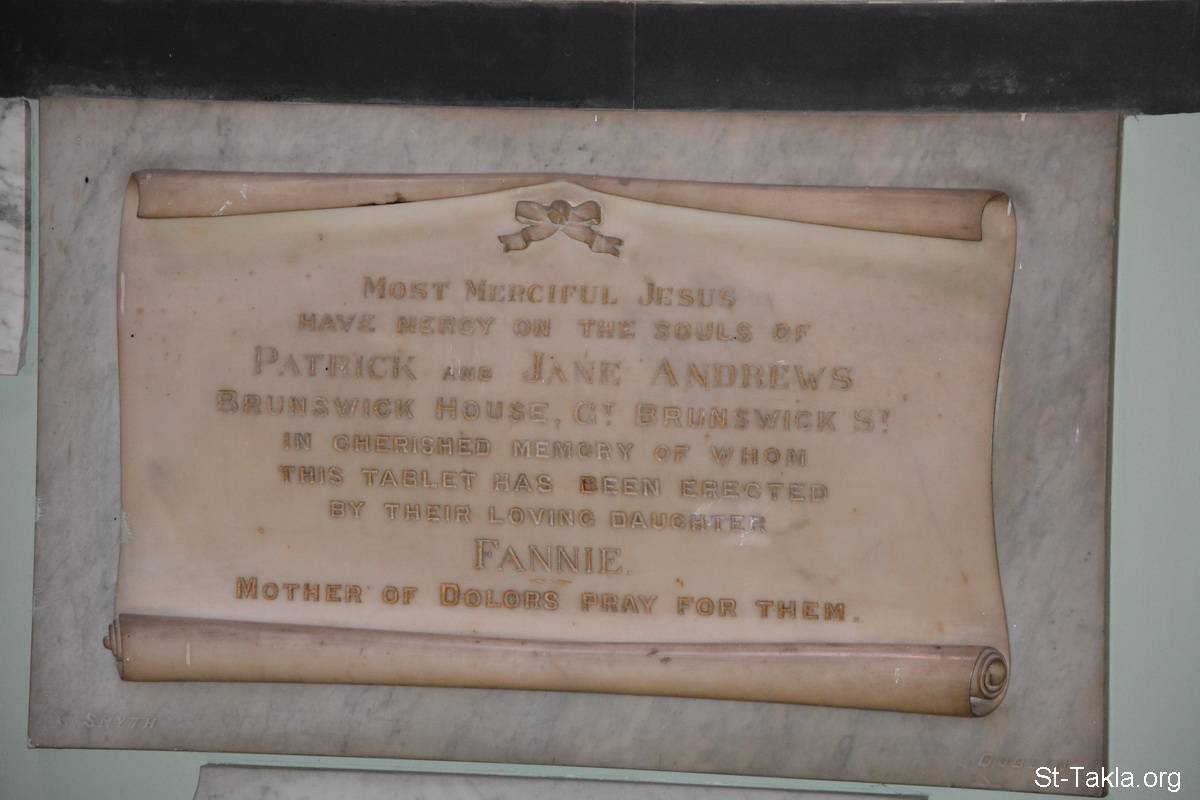 MOST MERCIFUL JESUS
HAVE MERCY ON THE SOULS OF
PATRICK AND JANE ANDREWS
BRUNSWICK HOUSE, GT BRUNSWICK ST
IN CHERISHED MEMORY OF WHOM
THIS TABLET HAS BEEN ERECTED
BY THEIR LOVING DAUGHTER
FANNIE.
MOTHER OF DOLORS PRAY FOR THEM.
SMYTH
St-Takla.org